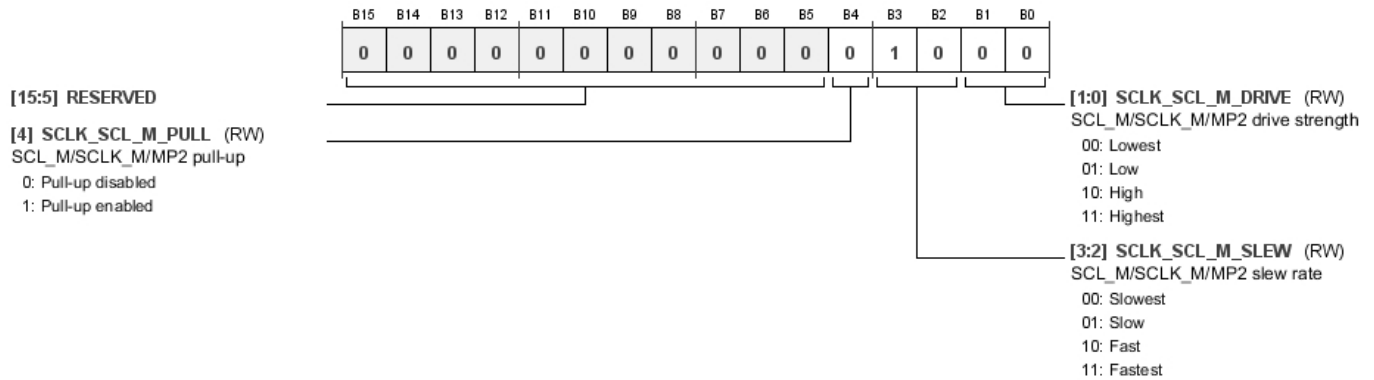 B15 B14 B13 B12 B11 B10 B9 B8 B7 B6 B5 B4 B3 B2 B1 B0
0 0 0 0 0 0 0 0 0 0 0 0 1 0 0 0
[15:5] RESERVED
[4] SCLK_SCL_M_PULL (RW)
SCL_M/SCLK_M/MP2 pull-up
0: Pull-up disabled
1: Pull-up enabled
[1:0] SCLK_SCL_M_DRIVE (RW)
SCL_M/SCLK_M/MP2 drive strength
00: Lowest
01: Low
10: High
11: Highest
[3:2] SCLK_SCL_M_SLEW (RW)
SCL_M/SCLK_M/MP2 slew rate
00: Slowest
01: Slow
10: Fast
11: Fastest